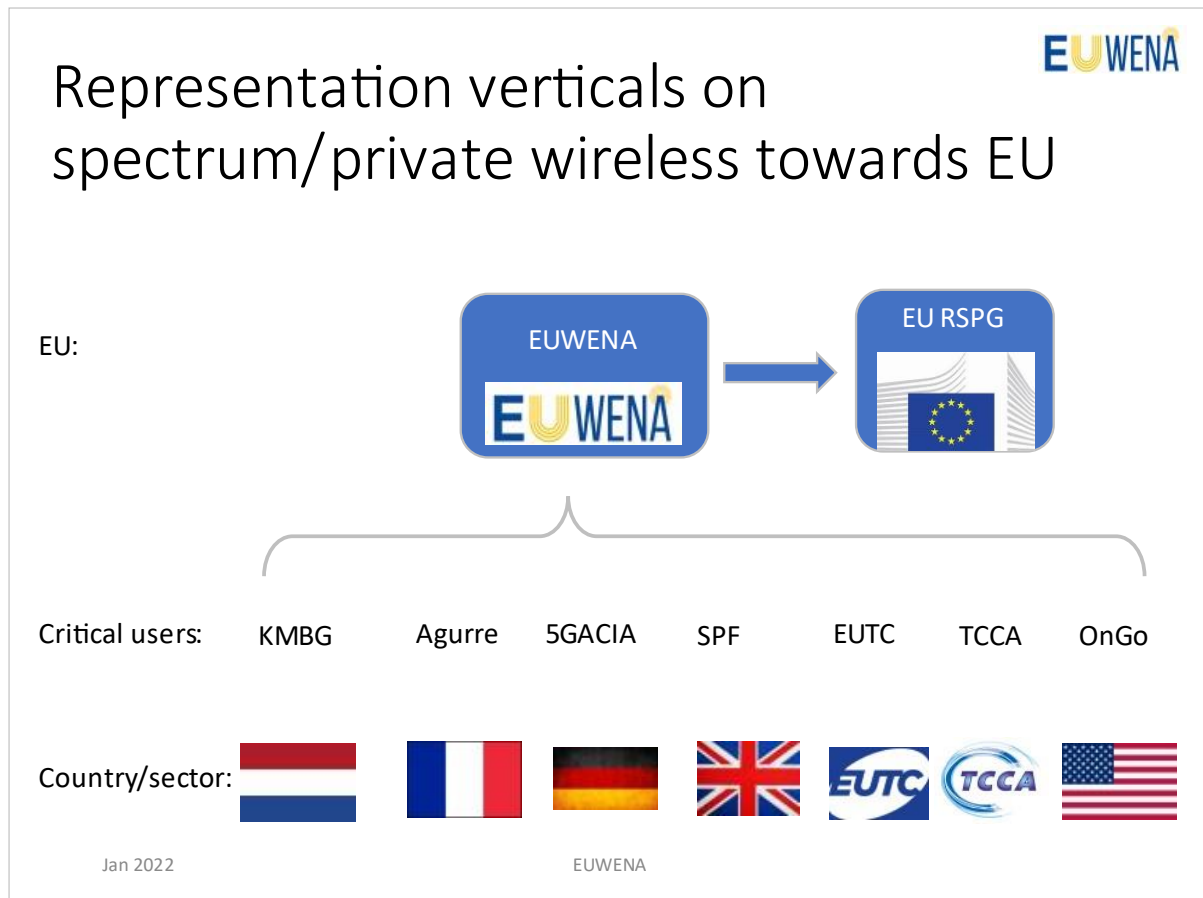 EUWENA
Representation verticals on
spectrum/private wireless towards EU
EU:
EUWENA
EUWENA
EU RSPG
Critical users:
KMBG
Agurre
5GACIA
SPF
EUTC
TCCA
OnGo
Country/sector:
EUTC
TCCA
Jan 2022
EUWENA